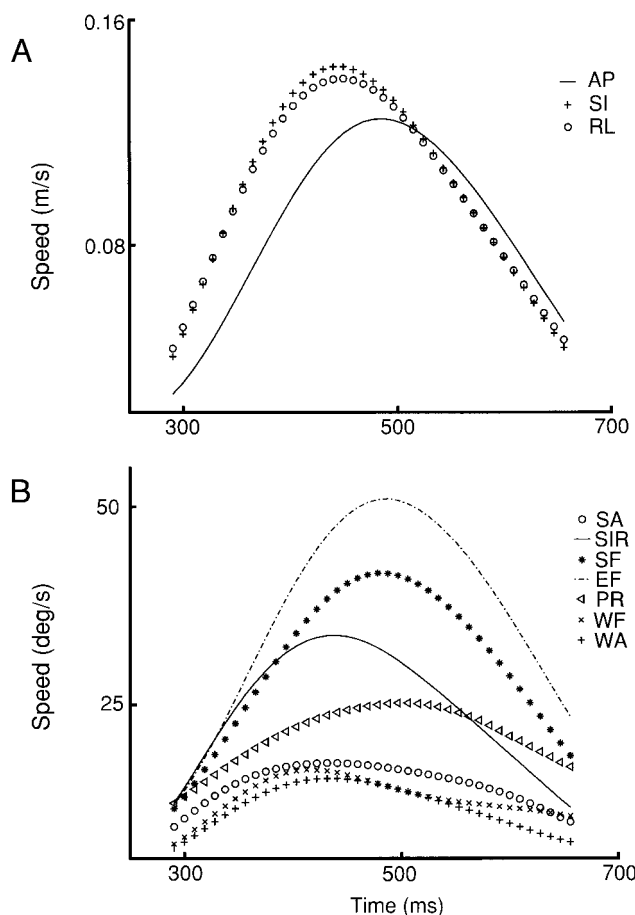 A
0.16
AP
SI
RL
Speed (m/s)
0.08
300
500
700
B
50
SA
SIR
SF
EF
PR
WF
WA
Speed (deg/s)
25
300
500
700
Time (ms)